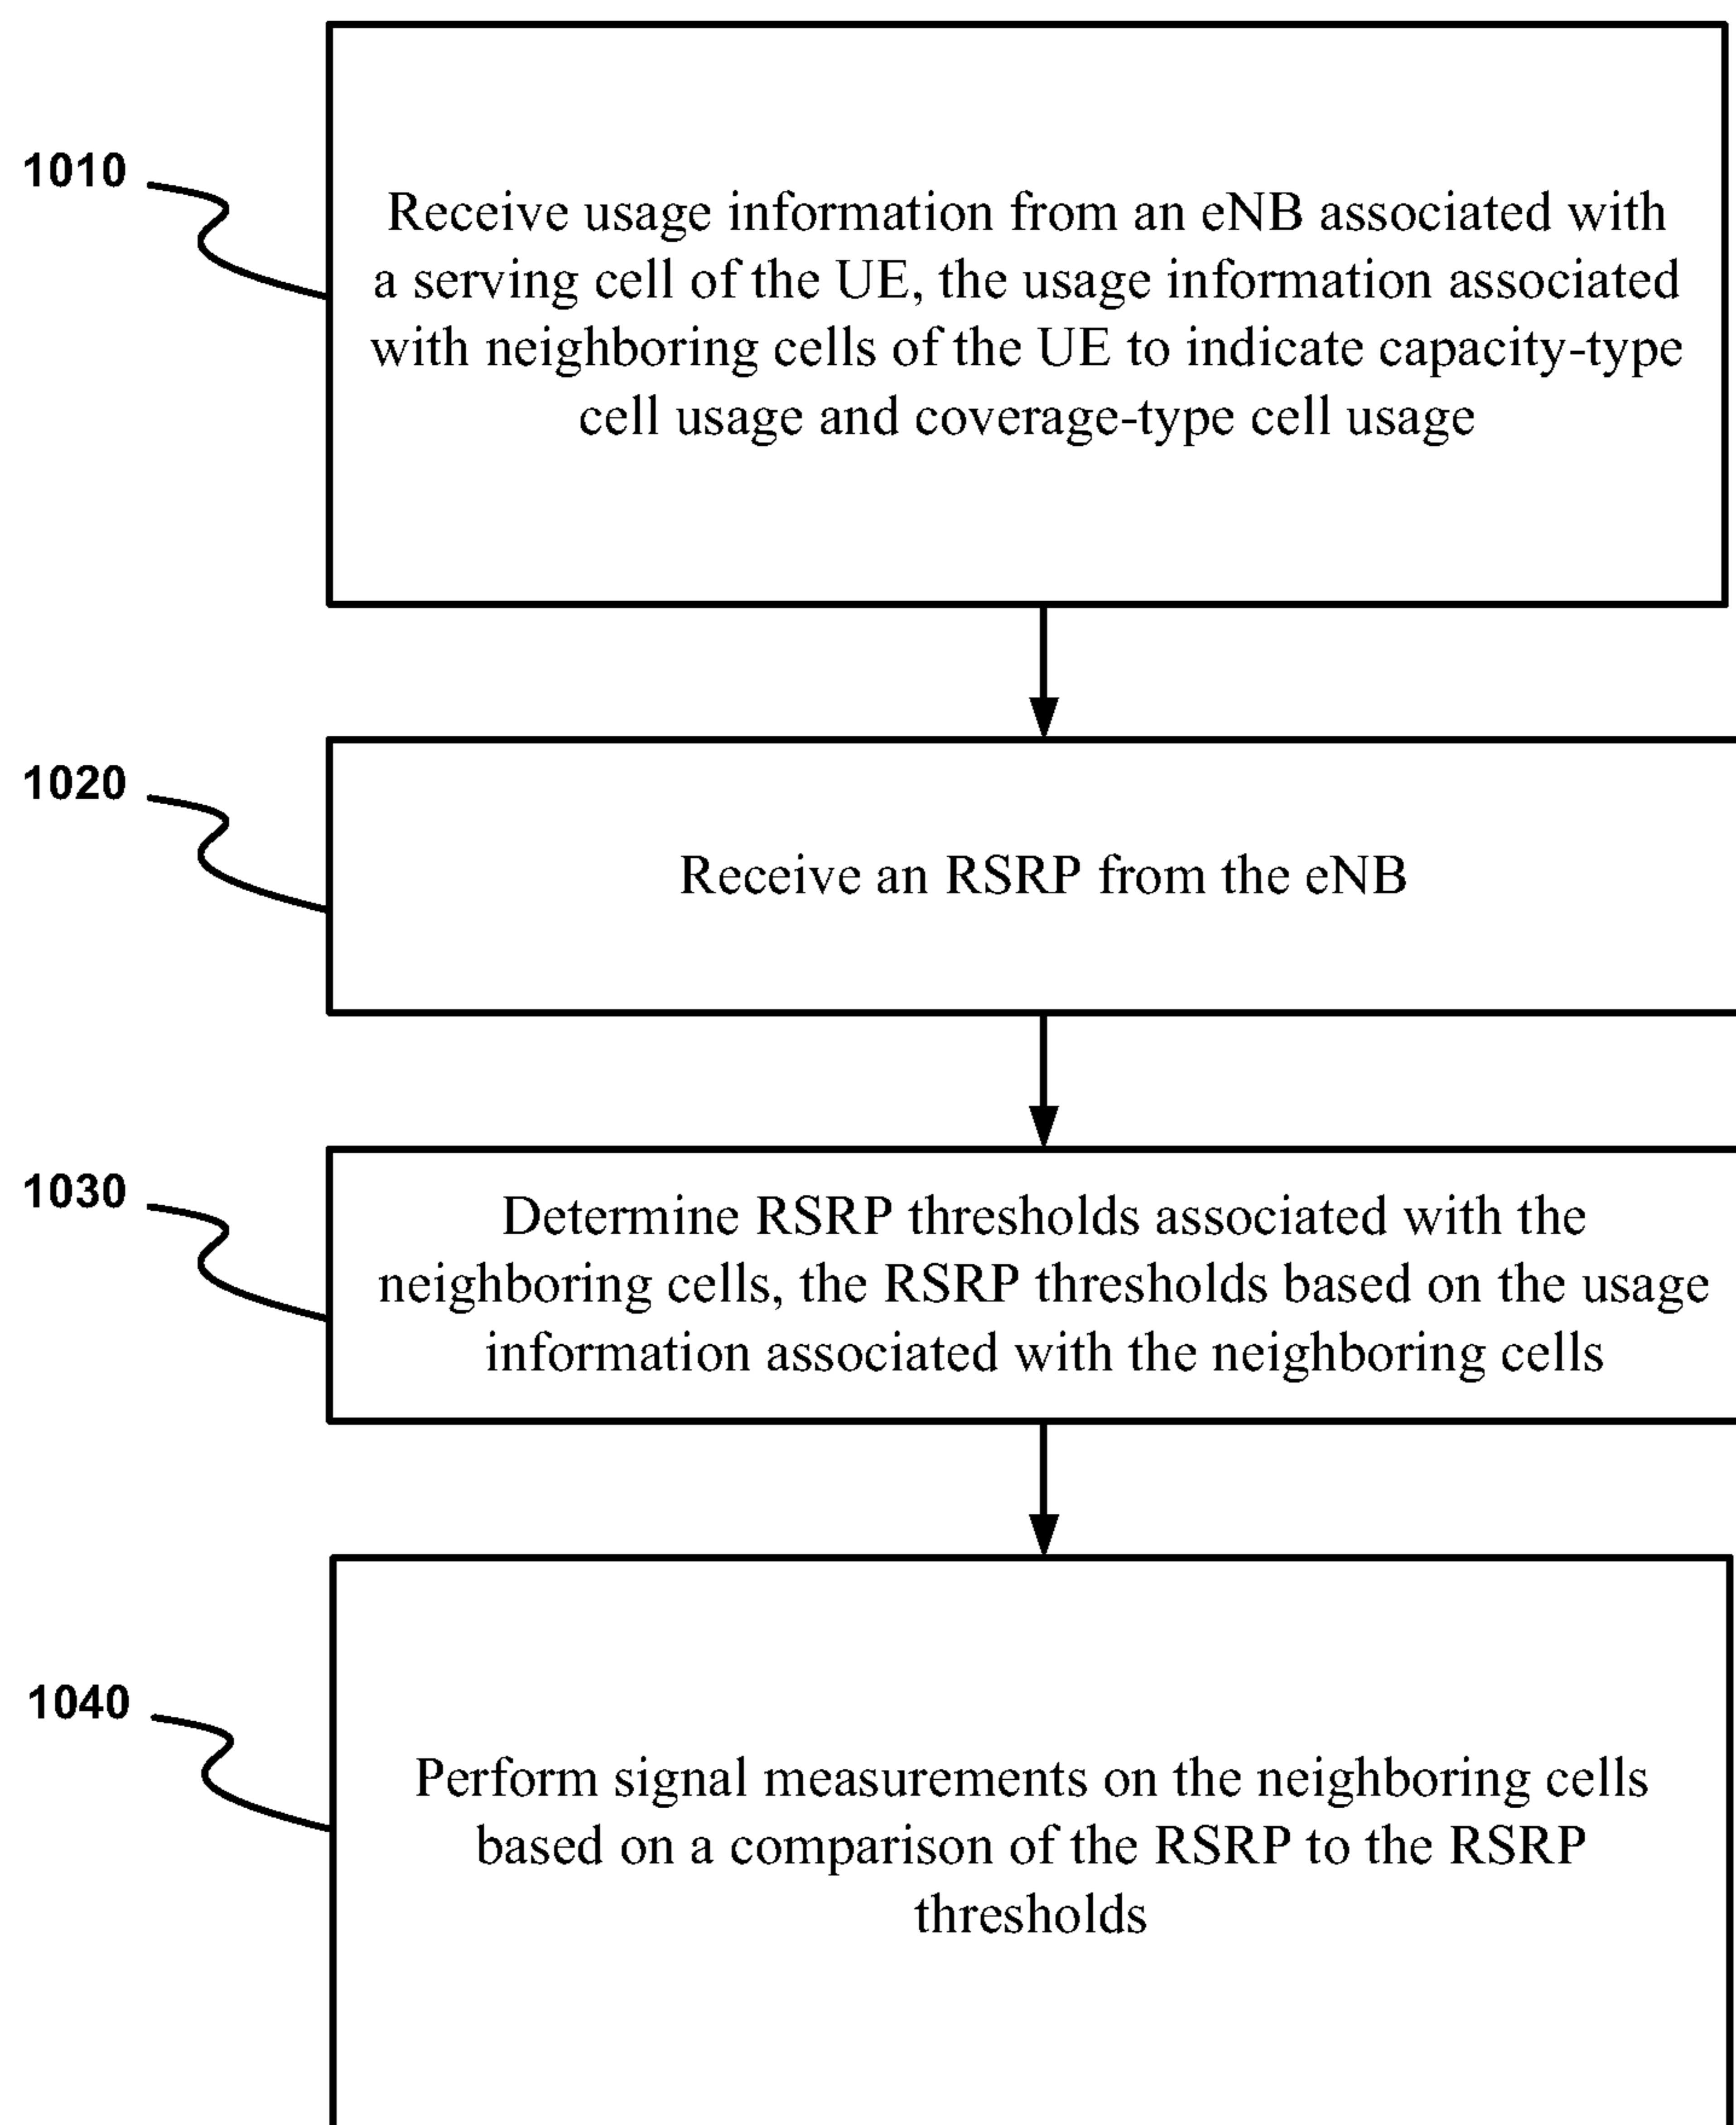 1010
Receive usage information from an eNB associated with
a serving cell of the UE, the usage information associated
with neighboring cells of the UE to indicate capacity-type
cell usage and coverage-type cell usage
1020
Receive an RSRP from the eNB
1030
Determine RSRP thresholds associated with the
neighboring cells, the RSRP thresholds based on the usage
information associated with the neighboring cells
1040
Perform signal measurements on the neighboring cells
based on a comparison of the RSRP to the RSRP
thresholds